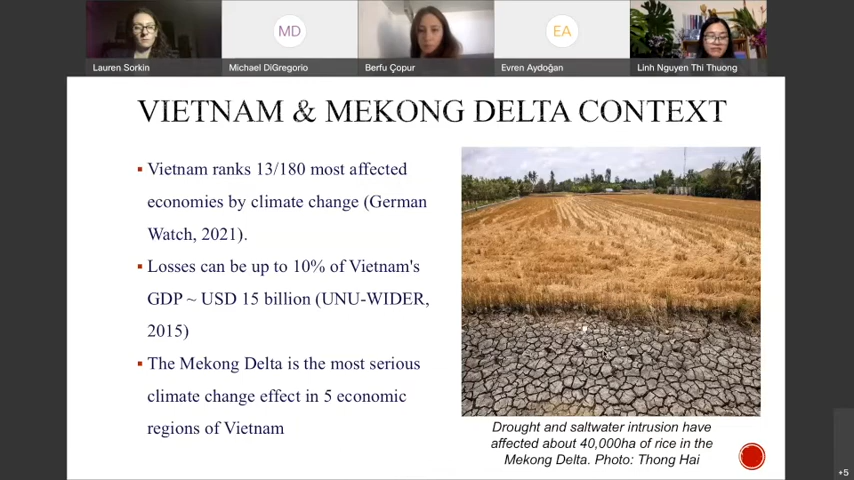 MD
EA
Lauren Sorkin
Michael DiGregorio
Berfu Çopur
Evren Aydoğan
Linh Nguyen Thi Thuong
VIETNAM & MEKONG DELTA CONTEXT
▪ Vietnam ranks 13/180 most affected
economies by climate change (German
Watch, 2021).
▪ Losses can be up to 10% of Vietnam's
GDP ~ USD 15 billion (UNU-WIDER,
2015)
▪ The Mekong Delta is the most serious
climate change effect in 5 economic
regions of Vietnam
Drought and saltwater intrusion have
affected about 40,000ha of rice in the
Mekong Delta. Photo: Thong Hai
+5